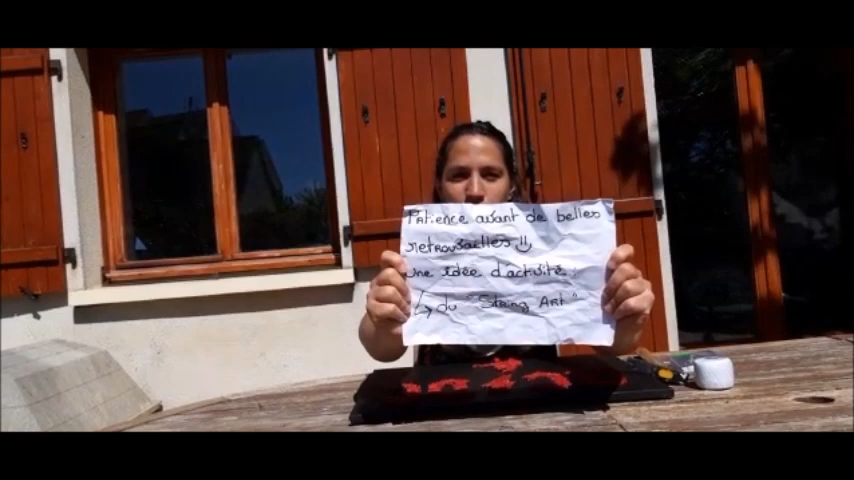 Patience avant de belles
retrouvailles !!
une idée d'activité :
↳ du "String Art"